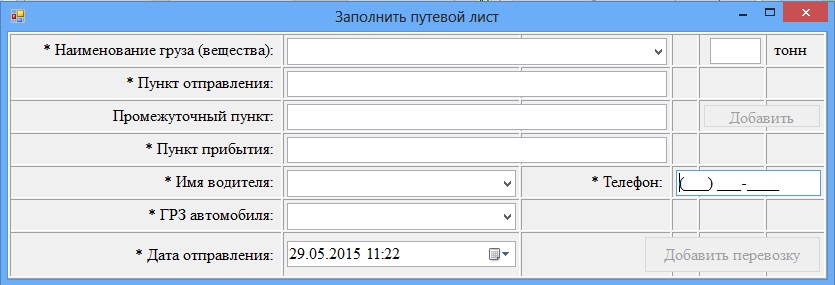 Заполнить путевой лист
* Наименование груза (вещества): тонн
* Пункт отправления:
Промежуточный пункт: Добавить
* Пункт прибытия:
* Имя водителя: * Телефон: (___) ___-____
* ГРЗ автомобиля:
* Дата отправления: 29.05.2015 11:22 Добавить перевозку